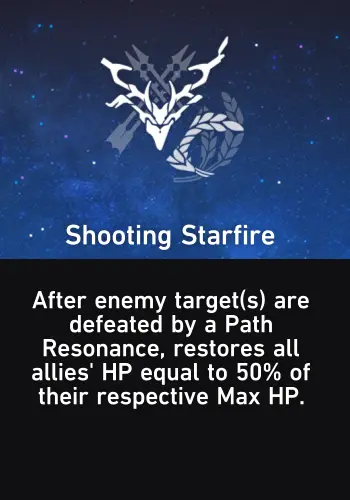 Shooting Starfire
After enemy target(s) are
defeated by a Path
Resonance, restores all
allies' HP equal to 50% of
their respective Max HP.